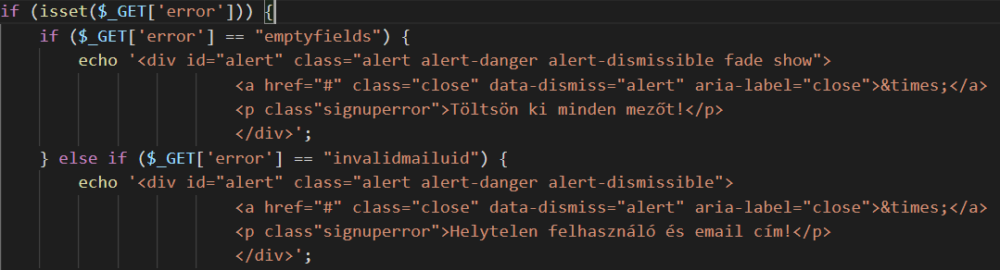 if (isset($_GET['error'])) {
    if ($_GET['error'] == "emptyfields") {
        echo '<div id="alert" class="alert alert-danger alert-dismissible fade show">
                        <a href="#" class="close" data-dismiss="alert" aria-label="close">&times;</a>
                        <p class"signuperror">Töltsön ki minden mezőt!</p>
                        </div>';
    } else if ($_GET['error'] == "invalidmailuid") {
        echo '<div id="alert" class="alert alert-danger alert-dismissible">
                        <a href="#" class="close" data-dismiss="alert" aria-label="close">&times;</a>
                        <p class"signuperror">Helytelen felhasználó és email cím!</p>
                        </div>';